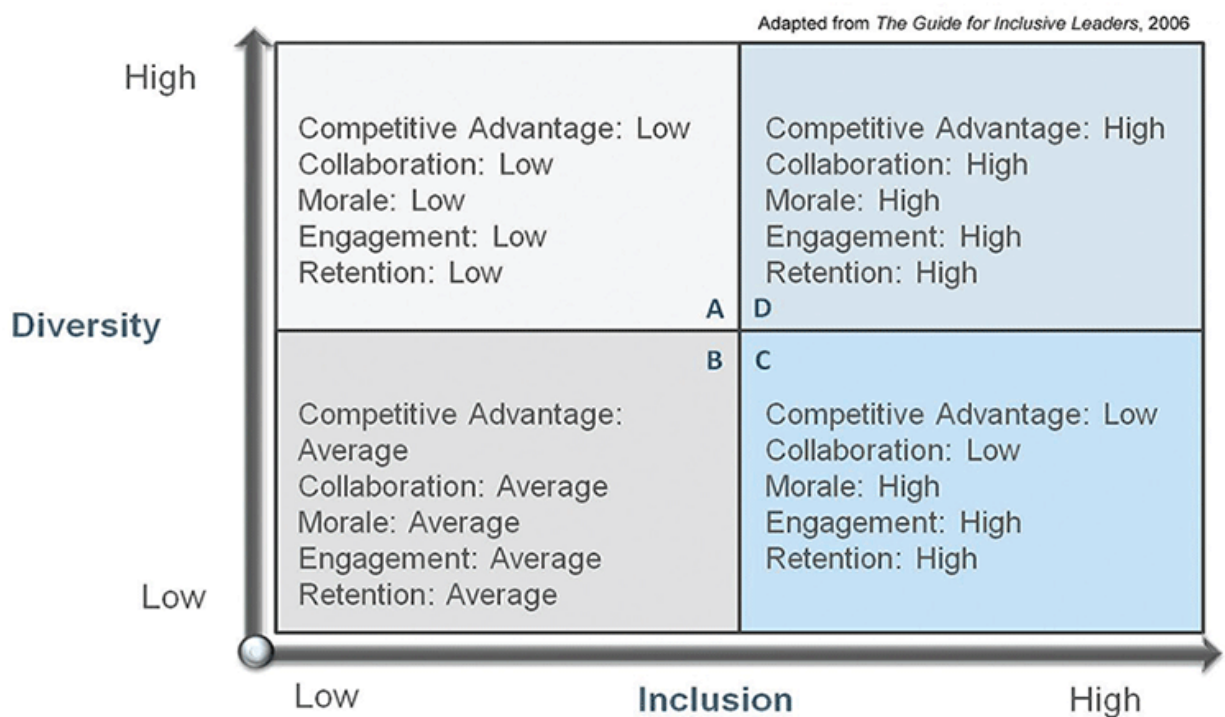 Adapted from The Guide for Inclusive Leaders, 2006
High
Competitive Advantage: Low
Collaboration: Low
Morale: Low
Engagement: Low
Retention: Low
A
Competitive Advantage: High
Collaboration: High
Morale: High
Engagement: High
Retention: High
D
Diversity
B
Competitive Advantage:
Average
Collaboration: Average
Morale: Average
Engagement: Average
Retention: Average
C
Competitive Advantage: Low
Collaboration: Low
Morale: High
Engagement: High
Retention: High
Low
Low
Inclusion
High